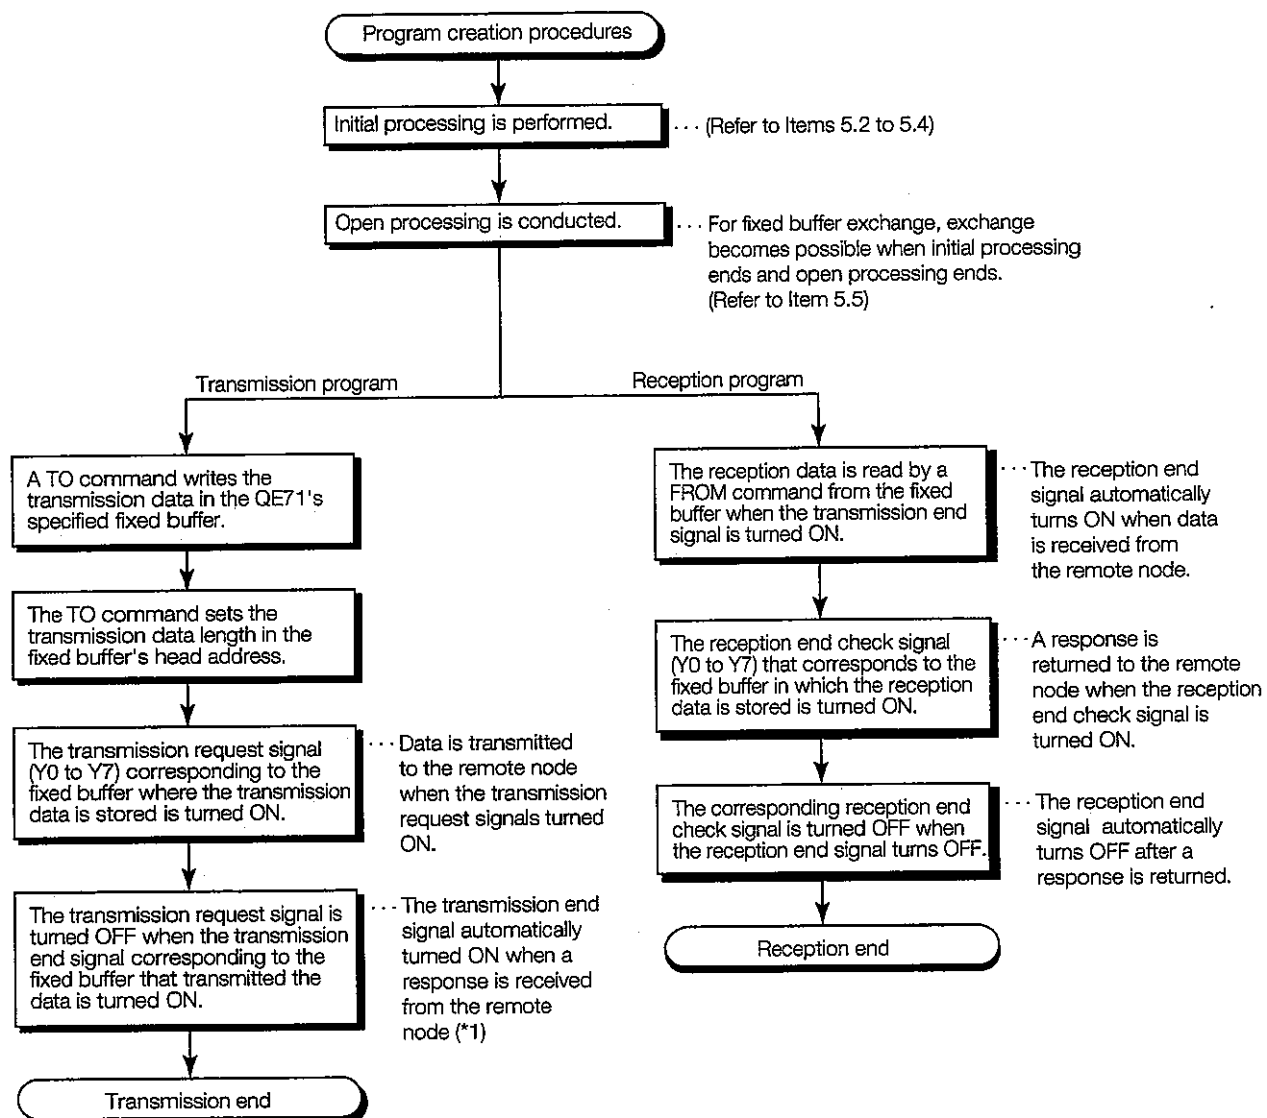 Program creation procedures
Initial processing is performed.
··· (Refer to Items 5.2 to 5.4)
Open processing is conducted.
··· For fixed buffer exchange, exchange
becomes possible when initial processing
ends and open processing ends.
(Refer to Item 5.5)
Transmission program
Reception program
A TO command writes the
transmission data in the QE71's
specified fixed buffer.
The TO command sets the
transmission data length in the
fixed buffer's head address.
The transmission request signal
(Y0 to Y7) corresponding to the
fixed buffer where the transmission
data is stored is turned ON.
··· Data is transmitted
to the remote node
when the transmission
request signals turned
ON.
The transmission request signal is
turned OFF when the transmission
end signal corresponding to the
fixed buffer that transmitted the
data is turned ON.
··· The transmission end
signal automatically
turned ON when a
response is received
from the remote
node (*1)
Transmission end
The reception data is read by a
FROM command from the fixed
buffer when the transmission end
signal is turned ON.
··· The reception end
signal automatically
turns ON when data
is received from
the remote node.
The reception end check signal
(Y0 to Y7) that corresponds to the
fixed buffer in which the reception
data is stored is turned ON.
··· A response is
returned to the remote
node when the reception
end check signal is
turned ON.
The corresponding reception end
check signal is turned OFF when
the reception end signal turns OFF.
··· The reception end
signal automatically
turns OFF after a
response is returned.
Reception end